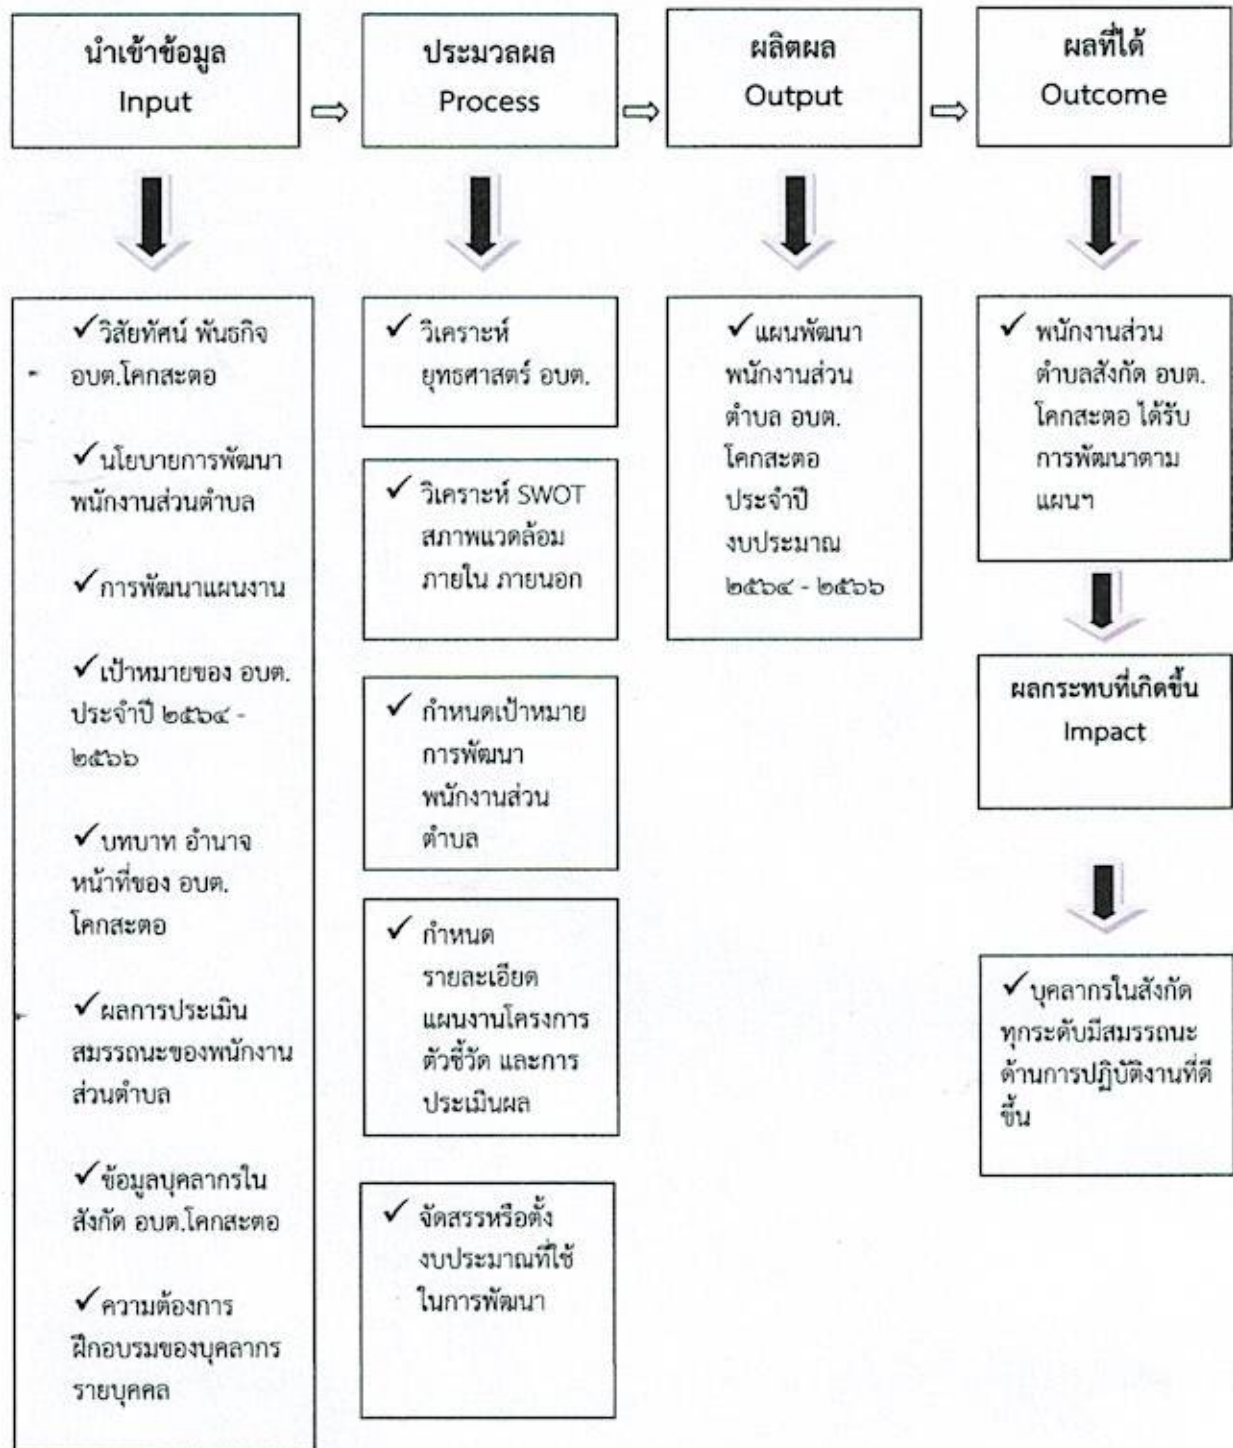 นำเข้าข้อมูล
Input
ประมวลผล
Process
ผลิตผล
Output
ผลที่ได้
Outcome
✓วิสัยทัศน์ พันธกิจ
อบต.โคกสะตอ
✓นโยบายการพัฒนา
พนักงานส่วนตำบล
✓การพัฒนาแผนงาน
✓เป้าหมายของ อบต.
ประจำปี ๒๕๖๔ -
๒๕๖๖
✓บทบาท อำนาจ
หน้าที่ของ อบต.
โคกสะตอ
✓ผลการประเมิน
สมรรถนะของพนักงาน
ส่วนตำบล
✓ข้อมูลบุคลากรใน
สังกัด อบต.โคกสะตอ
✓ความต้องการ
ฝึกอบรมของบุคลากร
รายบุคคล
✓ วิเคราะห์
ยุทธศาสตร์ อบต.
✓ วิเคราะห์ SWOT
สภาพแวดล้อม
ภายใน ภายนอก
✓ กำหนดเป้าหมาย
การพัฒนา
พนักงานส่วน
ตำบล
✓ กำหนด
รายละเอียด
แผนงานโครงการ
ตัวชี้วัด และการ
ประเมินผล
✓ จัดสรรหรือตั้ง
งบประมาณที่ใช้
ในการพัฒนา
✓แผนพัฒนา
พนักงานส่วน
ตำบล อบต.
โคกสะตอ
ประจำปี
งบประมาณ
๒๕๖๔ - ๒๕๖๖
✓ พนักงานส่วน
ตำบลสังกัด อบต.
โคกสะตอ ได้รับ
การพัฒนาตาม
แผนฯ
ผลกระทบที่เกิดขึ้น
Impact
✓บุคลากรในสังกัด
ทุกระดับมีสมรรถนะ
ด้านการปฏิบัติงานที่ดี
ขึ้น